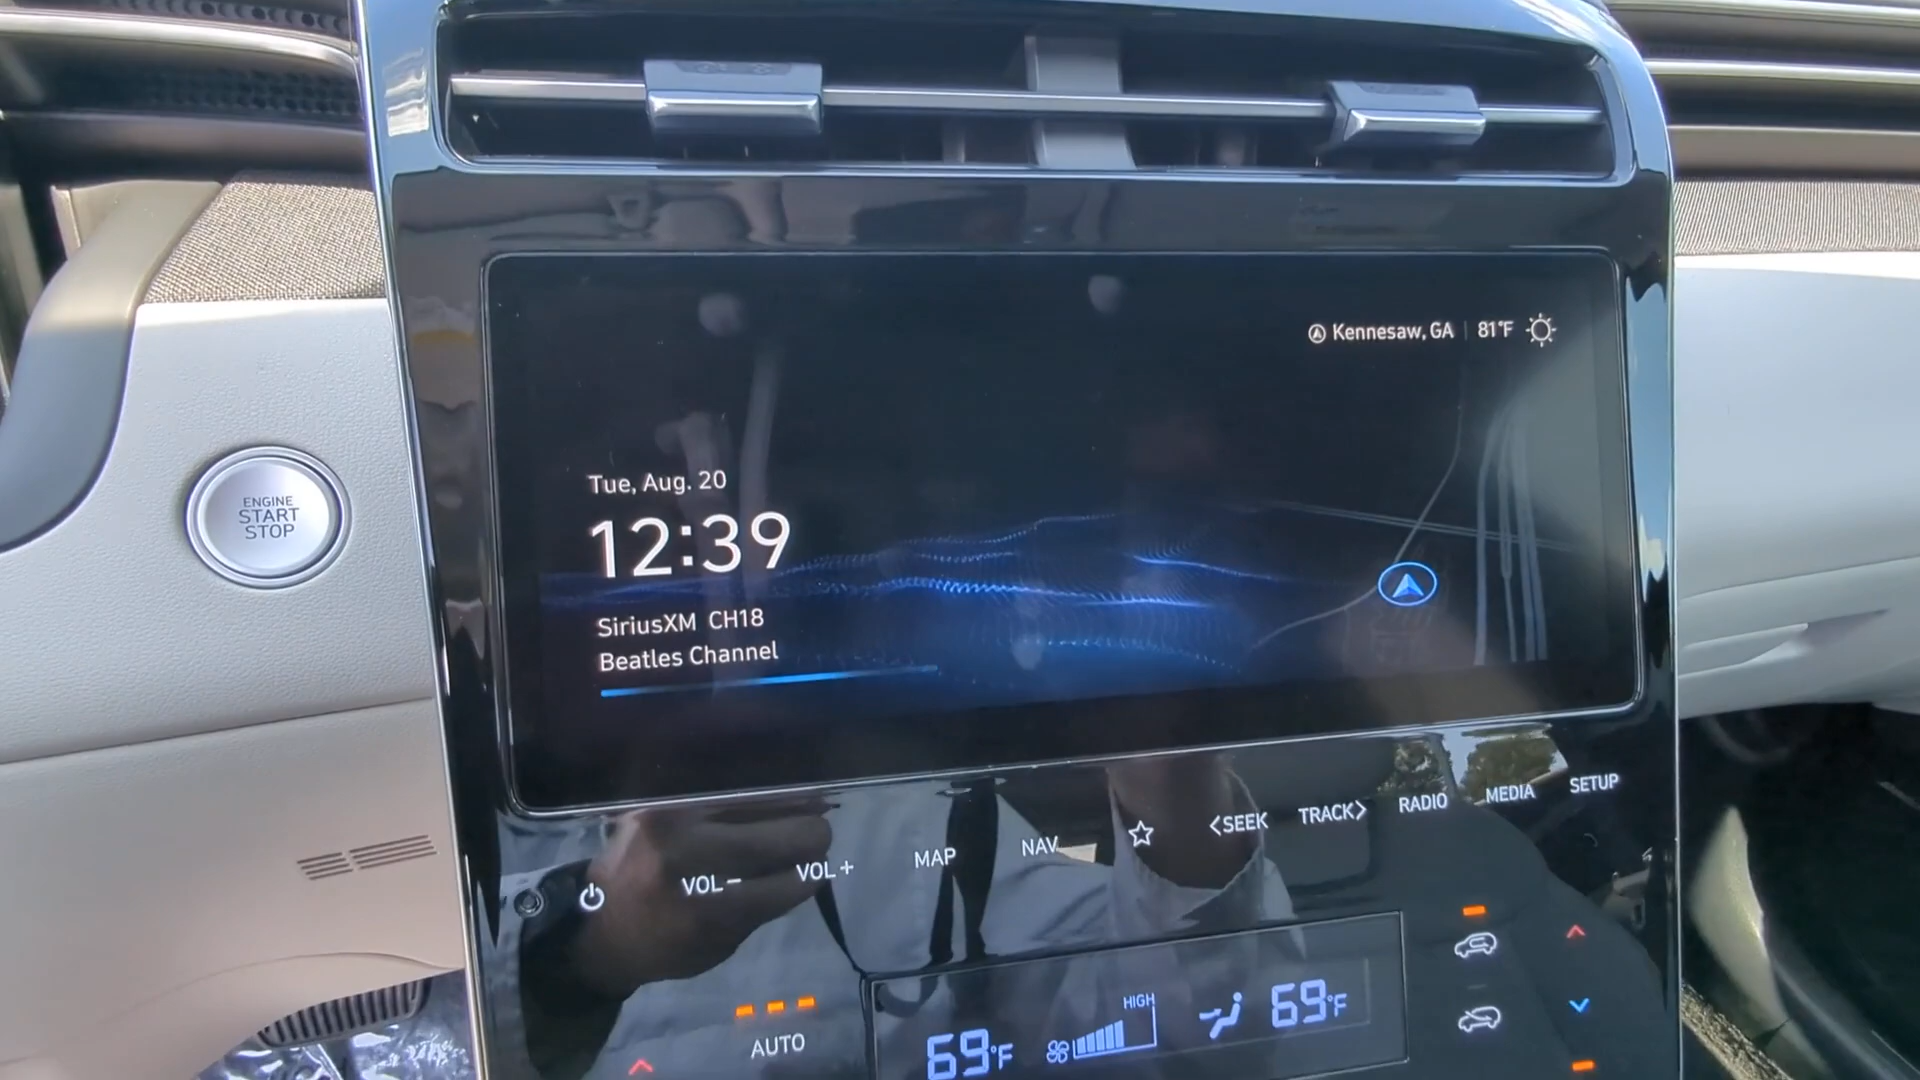 Kennesaw, GA | 81°F
Tue, Aug. 20
12:39
SiriusXM CH18
Beatles Channel
ENGINE
START
STOP
VOL− VOL+ MAP NAV <SEEK TRACK> RADIO MEDIA SETUP
AUTO
69°F HIGH 69°F